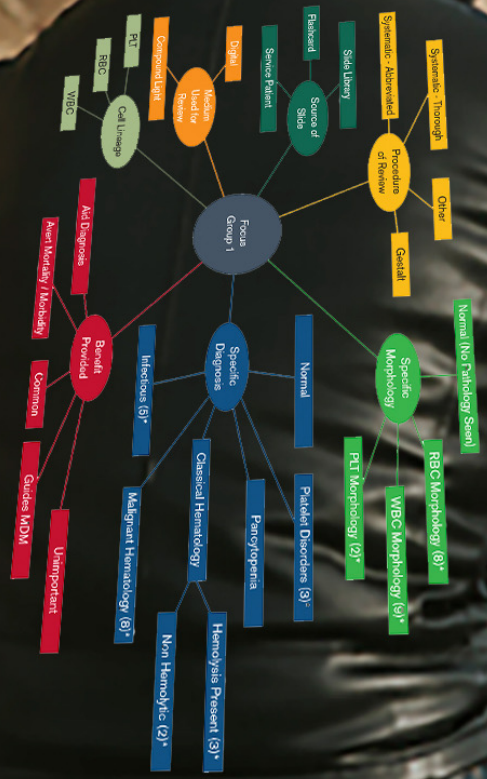 Focus
Group 1
Procedure
of Review
Systematic - Abbreviated
Systematic - Thorough
Other
Gestalt
Source of
Slide
Slide Library
Flashcard
Service Patient
Medium
Used for
Review
Digital
Compound Light
Cell Lineage
PLT
RBC
WBC
Specific
Morphology
Normal (No Pathology Seen)
RBC Morphology (8)*
WBC Morphology (9)*
PLT Morphology (2)*
Specific
Diagnosis
Normal
Platelet Disorders (3)°
Pancytopenia
Classical Hematology
Hemolysis Present (3)*
Non Hemolytic (2)*
Malignant Hematology (8)*
Infectious (5)*
Benefit
Provided
Aid Diagnosis
Avert Mortality / Morbidity
Common
Guides MDM
Unimportant